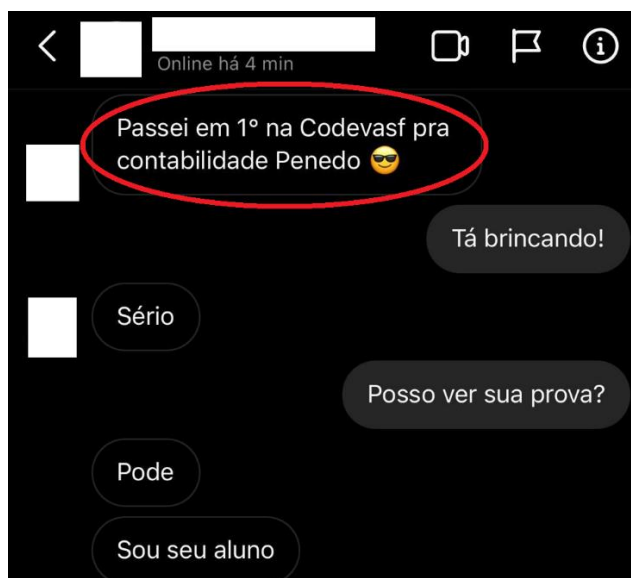 Online há 4 min
Passei em 1° na Codevasf pra
contabilidade Penedo 😎
Tá brincando!
Sério
Posso ver sua prova?
Pode
Sou seu aluno